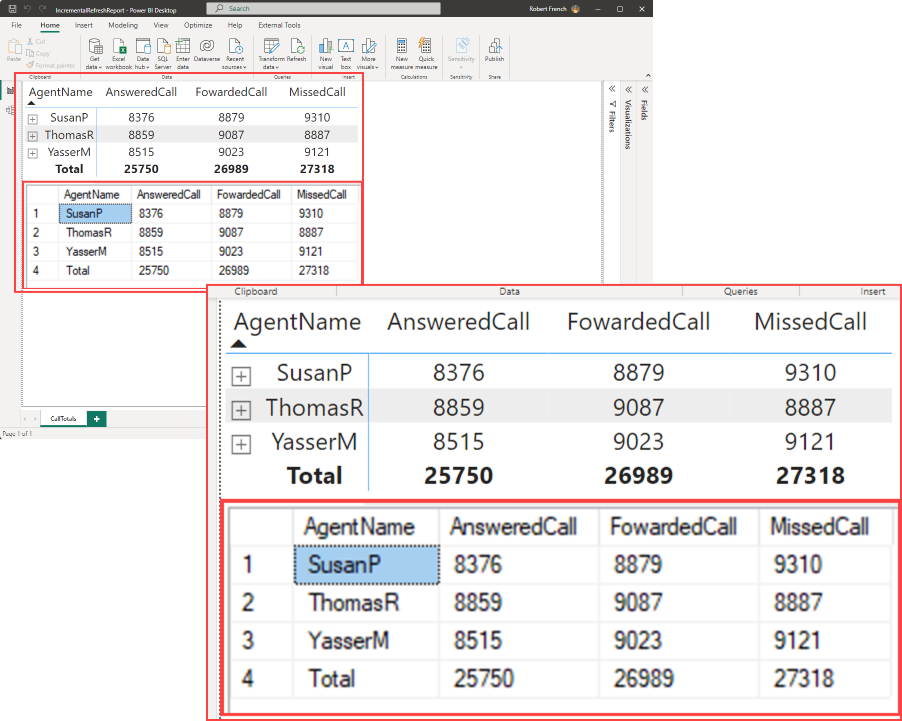 IncrementalRefreshReport - Power BI Desktop
Search
Robert French
File Home Insert Modeling View Optimize Help External Tools
Paste Cut Copy Format painter
Get data Excel workbook Data hub SQL Server Enter data Dataverse Recent sources
Transform data Refresh
New visual Text box More visuals
New measure Quick measure
Sensitivity
Publish
Clipboard Data Queries Insert Calculations Sensitivity Share
AgentName AnsweredCall FowardedCall MissedCall
SusanP 8376 8879 9310
ThomasR 8859 9087 8887
YasserM 8515 9023 9121
Total 25750 26989 27318
AgentName AnsweredCall FowardedCall MissedCall
1 SusanP 8376 8879 9310
2 ThomasR 8859 9087 8887
3 YasserM 8515 9023 9121
4 Total 25750 26989 27318
Filters
Visualizations
Fields
CallTotals
Page 1 of 1
Clipboard Data Queries Insert
AgentName AnsweredCall FowardedCall MissedCall
SusanP 8376 8879 9310
ThomasR 8859 9087 8887
YasserM 8515 9023 9121
Total 25750 26989 27318
AgentName AnsweredCall FowardedCall MissedCall
1 SusanP 8376 8879 9310
2 ThomasR 8859 9087 8887
3 YasserM 8515 9023 9121
4 Total 25750 26989 27318